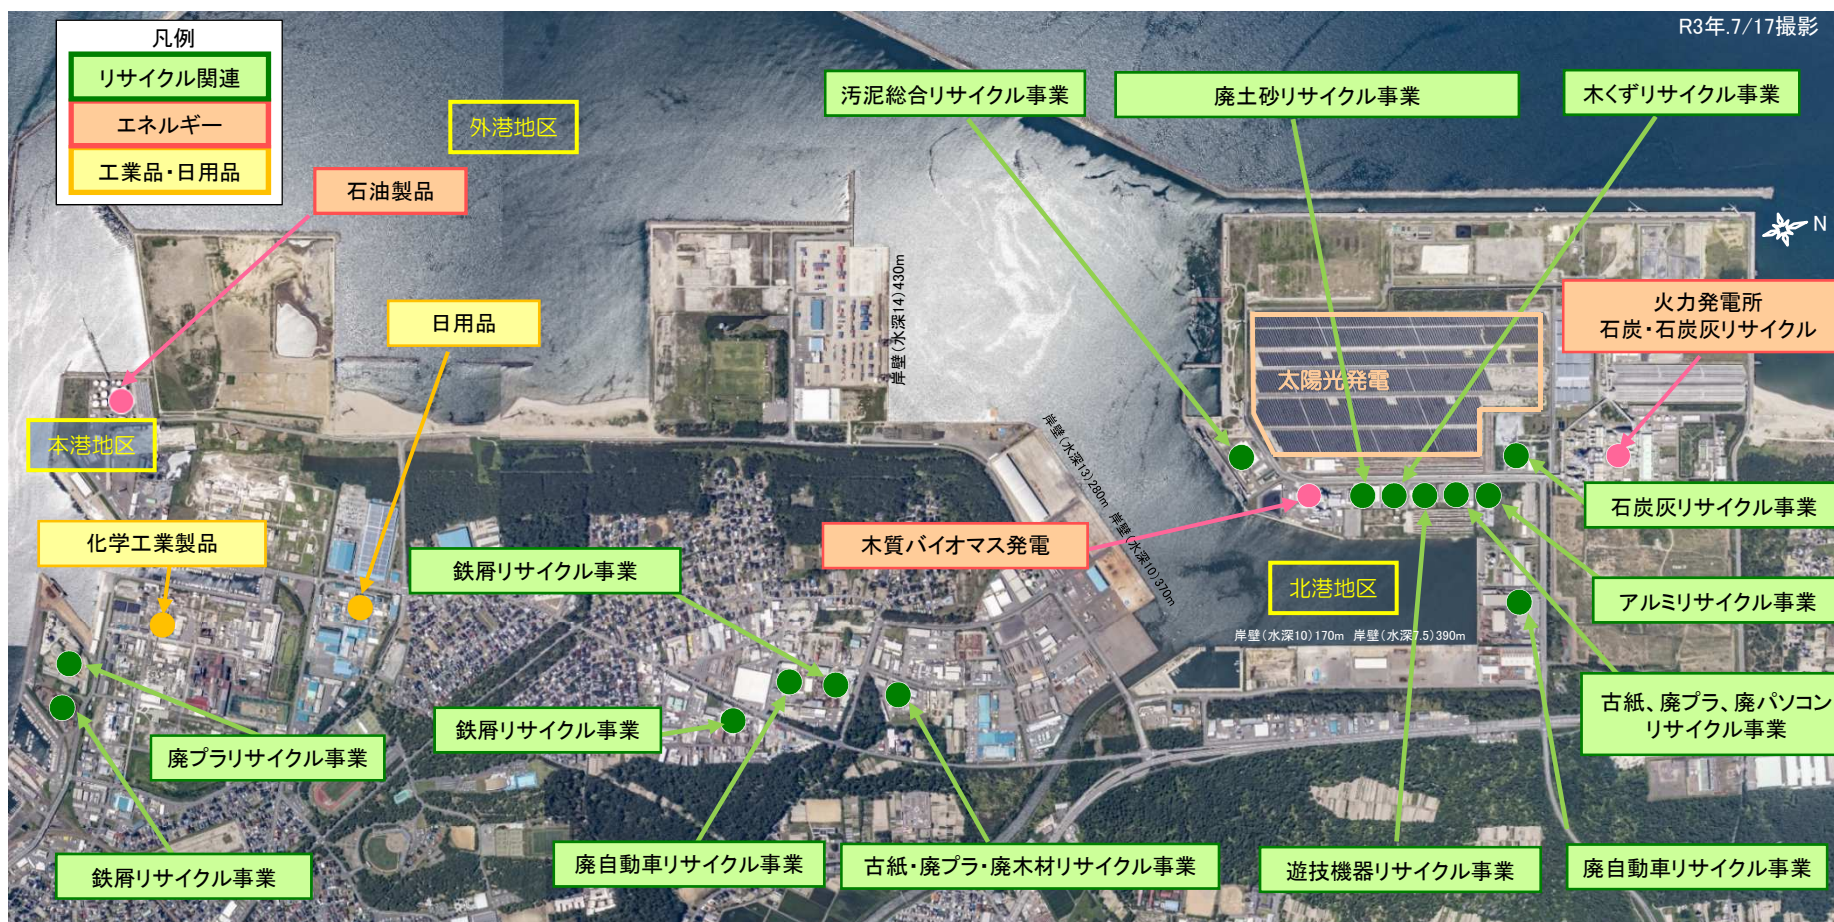 R3年.7/17撮影
凡例
リサイクル関連
エネルギー
工業品・日用品
外港地区
汚泥総合リサイクル事業
廃土砂リサイクル事業
木くずリサイクル事業
石油製品
N
日用品
岸壁(水深14)430m
火力発電所
石炭・石炭灰リサイクル
太陽光発電
本港地区
岸壁(水深13)280m
岸壁(水深10)370m
石炭灰リサイクル事業
化学工業製品
木質バイオマス発電
鉄屑リサイクル事業
北港地区
アルミリサイクル事業
岸壁(水深10)170m
岸壁(水深7.5)390m
鉄屑リサイクル事業
古紙、廃プラ、廃パソコン
リサイクル事業
廃プラリサイクル事業
鉄屑リサイクル事業
廃自動車リサイクル事業
古紙・廃プラ・廃木材リサイクル事業
遊技機器リサイクル事業
廃自動車リサイクル事業